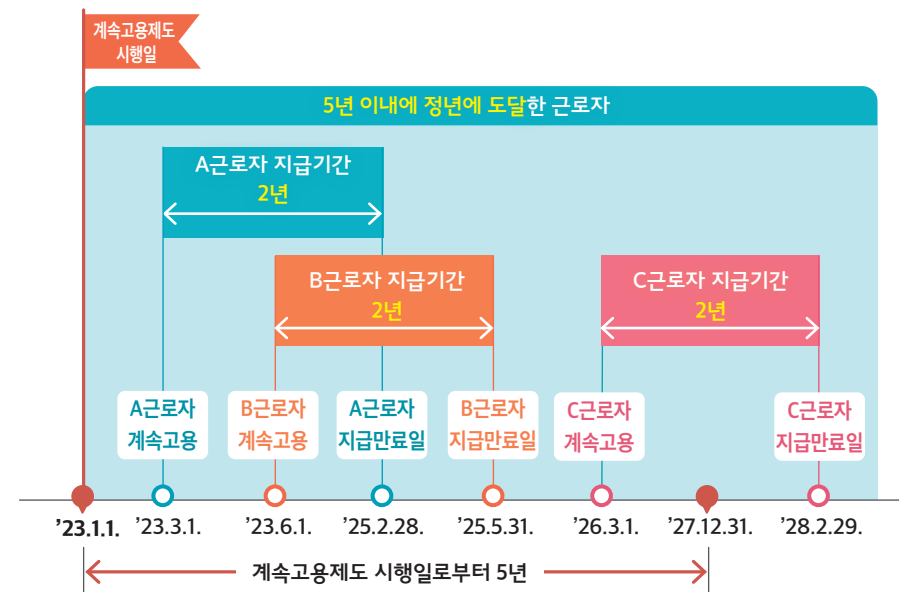 계속고용제도
시행일
5년 이내에 정년에 도달한 근로자
A근로자 지급기간
2년
B근로자 지급기간
2년
C근로자 지급기간
2년
A근로자
계속고용
B근로자
계속고용
A근로자
지급만료일
B근로자
지급만료일
C근로자
계속고용
C근로자
지급만료일
’23.1.1.
’23.3.1.
’23.6.1.
’25.2.28.
’25.5.31.
’26.3.1.
’27.12.31.
’28.2.29.
계속고용제도 시행일로부터 5년